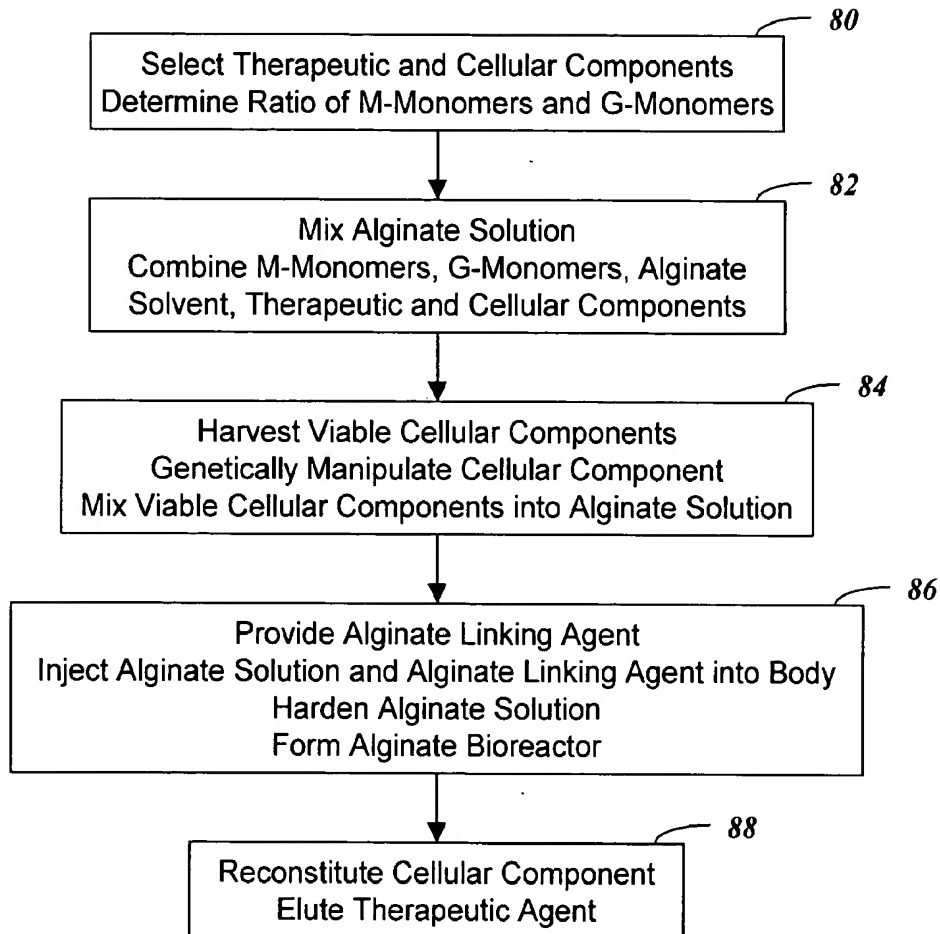 80
Select Therapeutic and Cellular Components
Determine Ratio of M-Monomers and G-Monomers
82
Mix Alginate Solution
Combine M-Monomers, G-Monomers, Alginate
Solvent, Therapeutic and Cellular Components
84
Harvest Viable Cellular Components
Genetically Manipulate Cellular Component
Mix Viable Cellular Components into Alginate Solution
86
Provide Alginate Linking Agent
Inject Alginate Solution and Alginate Linking Agent into Body
Harden Alginate Solution
Form Alginate Bioreactor
88
Reconstitute Cellular Component
Elute Therapeutic Agent